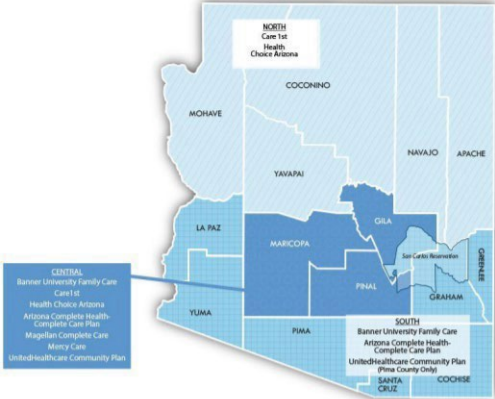 NORTH
Care 1st
Health
Choice Arizona
COCONINO
MOHAVE
NAVAJO
APACHE
YAVAPAI
LA PAZ
GILA
MARICOPA
San Carlos Reservation
GREENLEE
PINAL
GRAHAM
YUMA
PIMA
CENTRAL
Banner University Family Care
Care1st
Health Choice Arizona
Arizona Complete Health-
Complete Care Plan
Magellan Complete Care
Mercy Care
UnitedHealthcare Community Plan
SOUTH
Banner University Family Care
Arizona Complete Health-
Complete Care Plan
UnitedHealthcare Community Plan
(Pima County Only)
SANTA
CRUZ
COCHISE